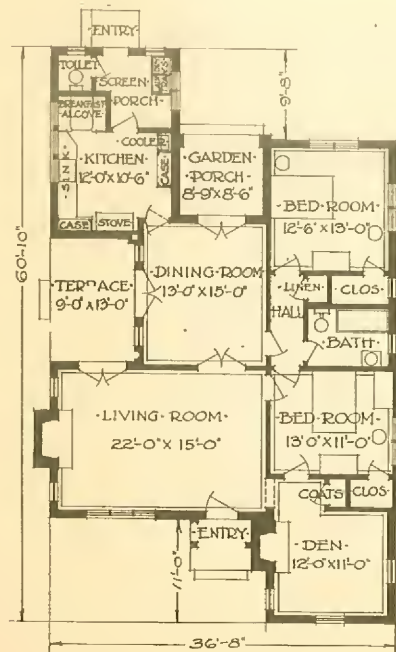 ·ENTRY·
TOILET
SCREEN
PORCH
LAUN. TRAYS
BREAKFAST
ALCOVE
COOLER
·KITCHEN·
12'-0"X10'-6"
SINK
CASE
CASE
STOVE
·GARDEN·
PORCH·
8'-9"X8'-6"
9'-8"
·BED·ROOM·
12'-6"X13'-0"
60'-10"
·TERRACE·
9'-0"X13'-0"
·DINING·ROOM·
13'-0"X15'-0"
·LINEN·
·CLOS·
HALL
·BATH·
·LIVING·ROOM·
22'-0"X 15'-0"
·BED·ROOM·
13'0"X11'-0"
COATS
CLOS·
·ENTRY·
11'-0"
·DEN·
12'-0"X11'-0"
36'-8"